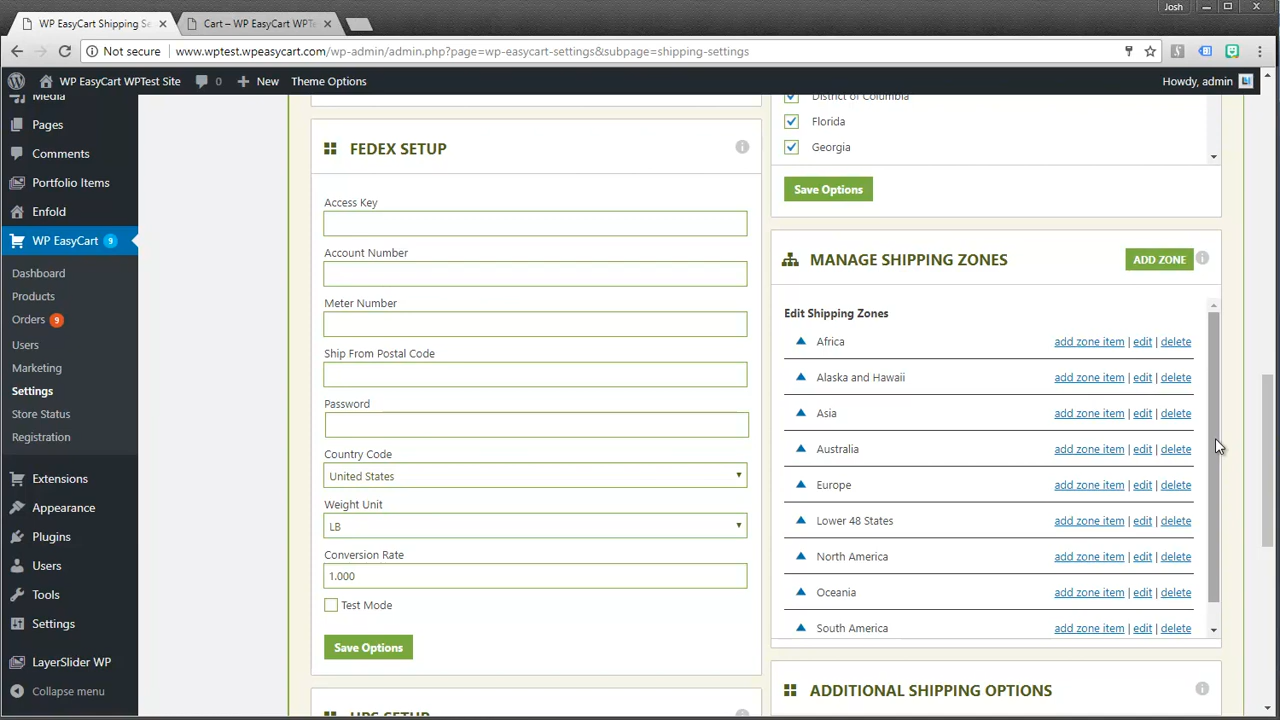 Josh
WP EasyCart Shipping Se
Cart – WP EasyCart WPTe
Not secure
www.wptest.wpeasycart.com/wp-admin/admin.php?page=wp-easycart-settings&subpage=shipping-settings
WP EasyCart WPTest Site
0
New
Theme Options
Howdy, admin
Media
Pages
Comments
Portfolio Items
Enfold
WP EasyCart 9
Dashboard
Products
Orders 9
Users
Marketing
Settings
Store Status
Registration
Extensions
Appearance
Plugins
Users
Tools
Settings
LayerSlider WP
Collapse menu
FEDEX SETUP
Access Key
Account Number
Meter Number
Ship From Postal Code
Password
Country Code
United States
Weight Unit
LB
Conversion Rate
1.000
Test Mode
Save Options
UPS SETUP
District of Columbia
Florida
Georgia
Save Options
MANAGE SHIPPING ZONES
ADD ZONE
Edit Shipping Zones
Africa add zone item | edit | delete
Alaska and Hawaii add zone item | edit | delete
Asia add zone item | edit | delete
Australia add zone item | edit | delete
Europe add zone item | edit | delete
Lower 48 States add zone item | edit | delete
North America add zone item | edit | delete
Oceania add zone item | edit | delete
South America add zone item | edit | delete
ADDITIONAL SHIPPING OPTIONS